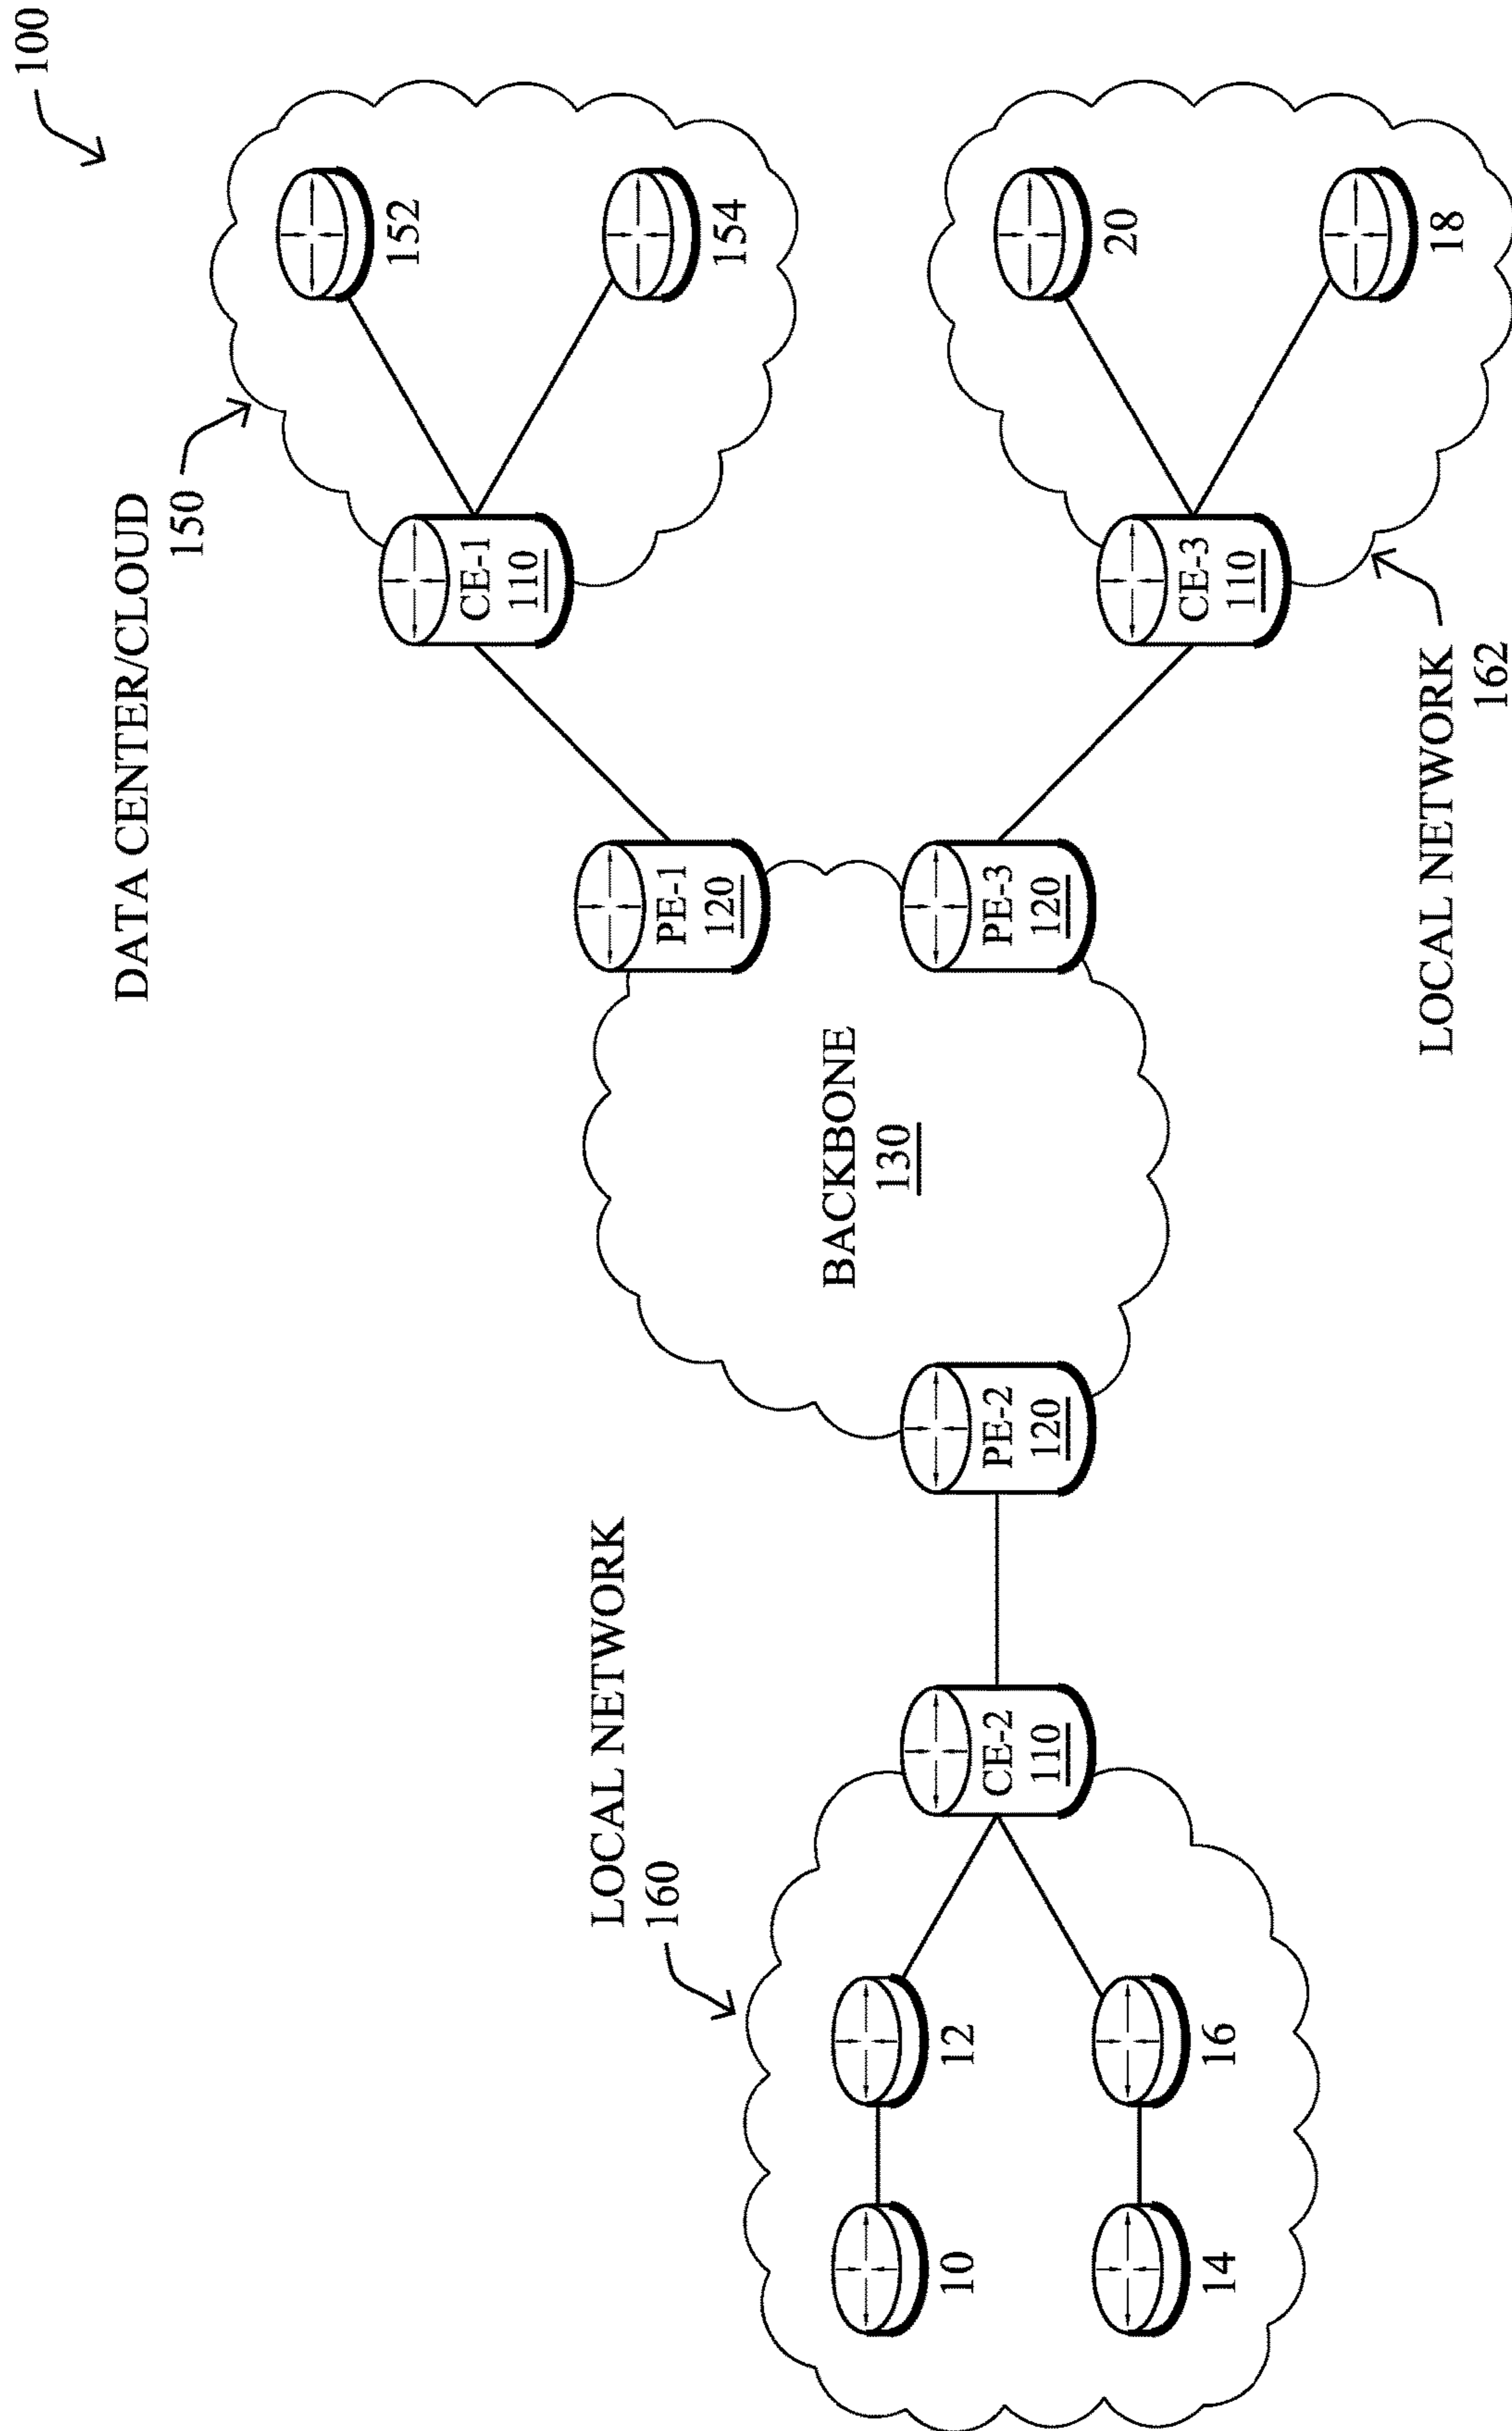 100
DATA CENTER/CLOUD
150
152
154
CE-1
110
PE-1
120
BACKBONE
130
PE-3
120
CE-3
110
20
18
LOCAL NETWORK
162
PE-2
120
LOCAL NETWORK
160
CE-2
110
12
10
16
14